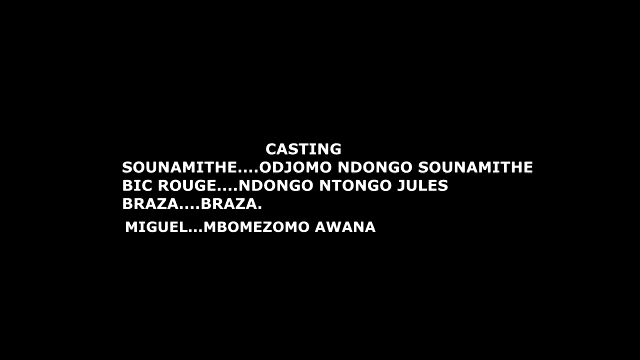 CASTING
SOUNAMITHE....ODJOMO NDONGO SOUNAMITHE
BIC ROUGE....NDONGO NTONGO JULES
BRAZA....BRAZA.
MIGUEL...MBOMEZOMO AWANA